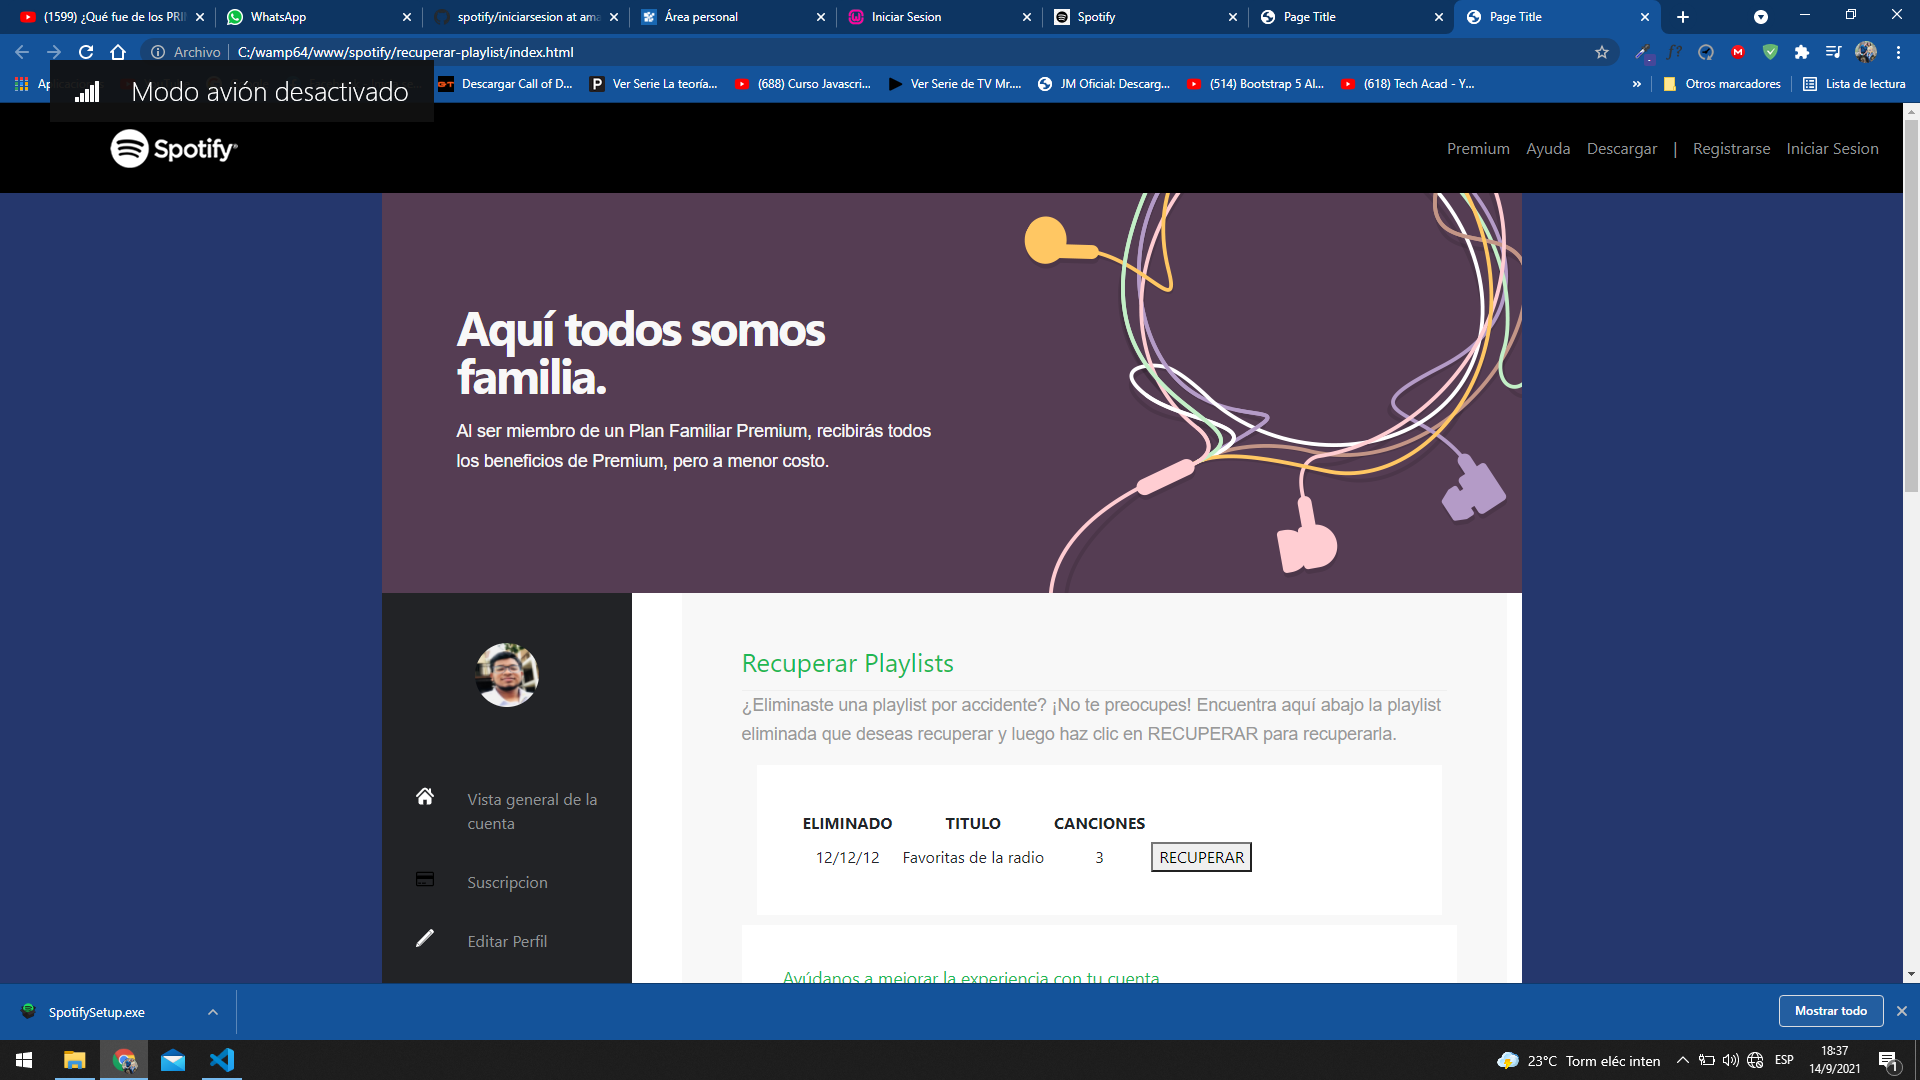 (1599) ¿Qué fue de los PRI
WhatsApp
spotify/iniciarsesion at ama
Área personal
Iniciar Sesion
Spotify
Page Title
Page Title
Archivo
C:/wamp64/www/spotify/recuperar-playlist/index.html
Descargar Call of D...
Ver Serie La teoría...
(688) Curso Javascri...
Ver Serie de TV Mr....
JM Oficial: Descarg...
(514) Bootstrap 5 Al...
(618) Tech Acad - Y...
»
Otros marcadores
Lista de lectura
Modo avión desactivado
Spotify
Premium
Ayuda
Descargar
|
Registrarse
Iniciar Sesion
Aquí todos somos
familia.
Al ser miembro de un Plan Familiar Premium, recibirás todos
los beneficios de Premium, pero a menor costo.
Recuperar Playlists
¿Eliminaste una playlist por accidente? ¡No te preocupes! Encuentra aquí abajo la playlist
eliminada que deseas recuperar y luego haz clic en RECUPERAR para recuperarla.
ELIMINADO TITULO CANCIONES
12/12/12 Favoritas de la radio 3 RECUPERAR
Vista general de la
cuenta
Suscripcion
Editar Perfil
Ayúdanos a mejorar la experiencia con tu cuenta
SpotifySetup.exe
Mostrar todo
23°C Torm eléc inten
ESP
18:37
14/9/2021
1